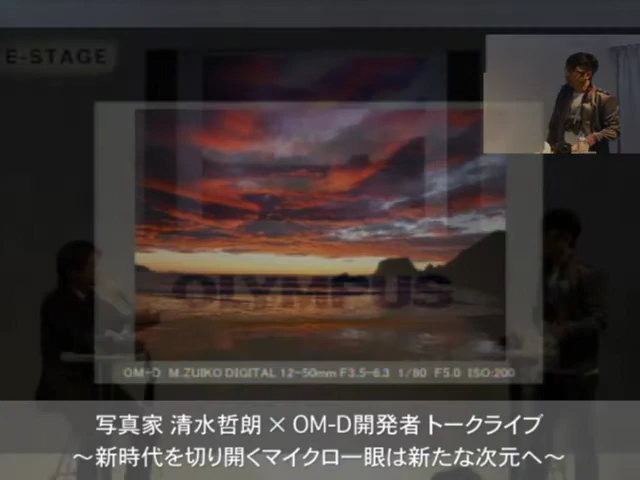 E-STAGE
OLYMPUS
OM-D M.ZUIKO DIGITAL 12-50mm F3.5-6.3 1/80 F5.0 ISO:200
写真家 清水哲朗 × OM-D開発者 トークライブ
～新時代を切り開くマイクロ一眼は新たな次元へ～